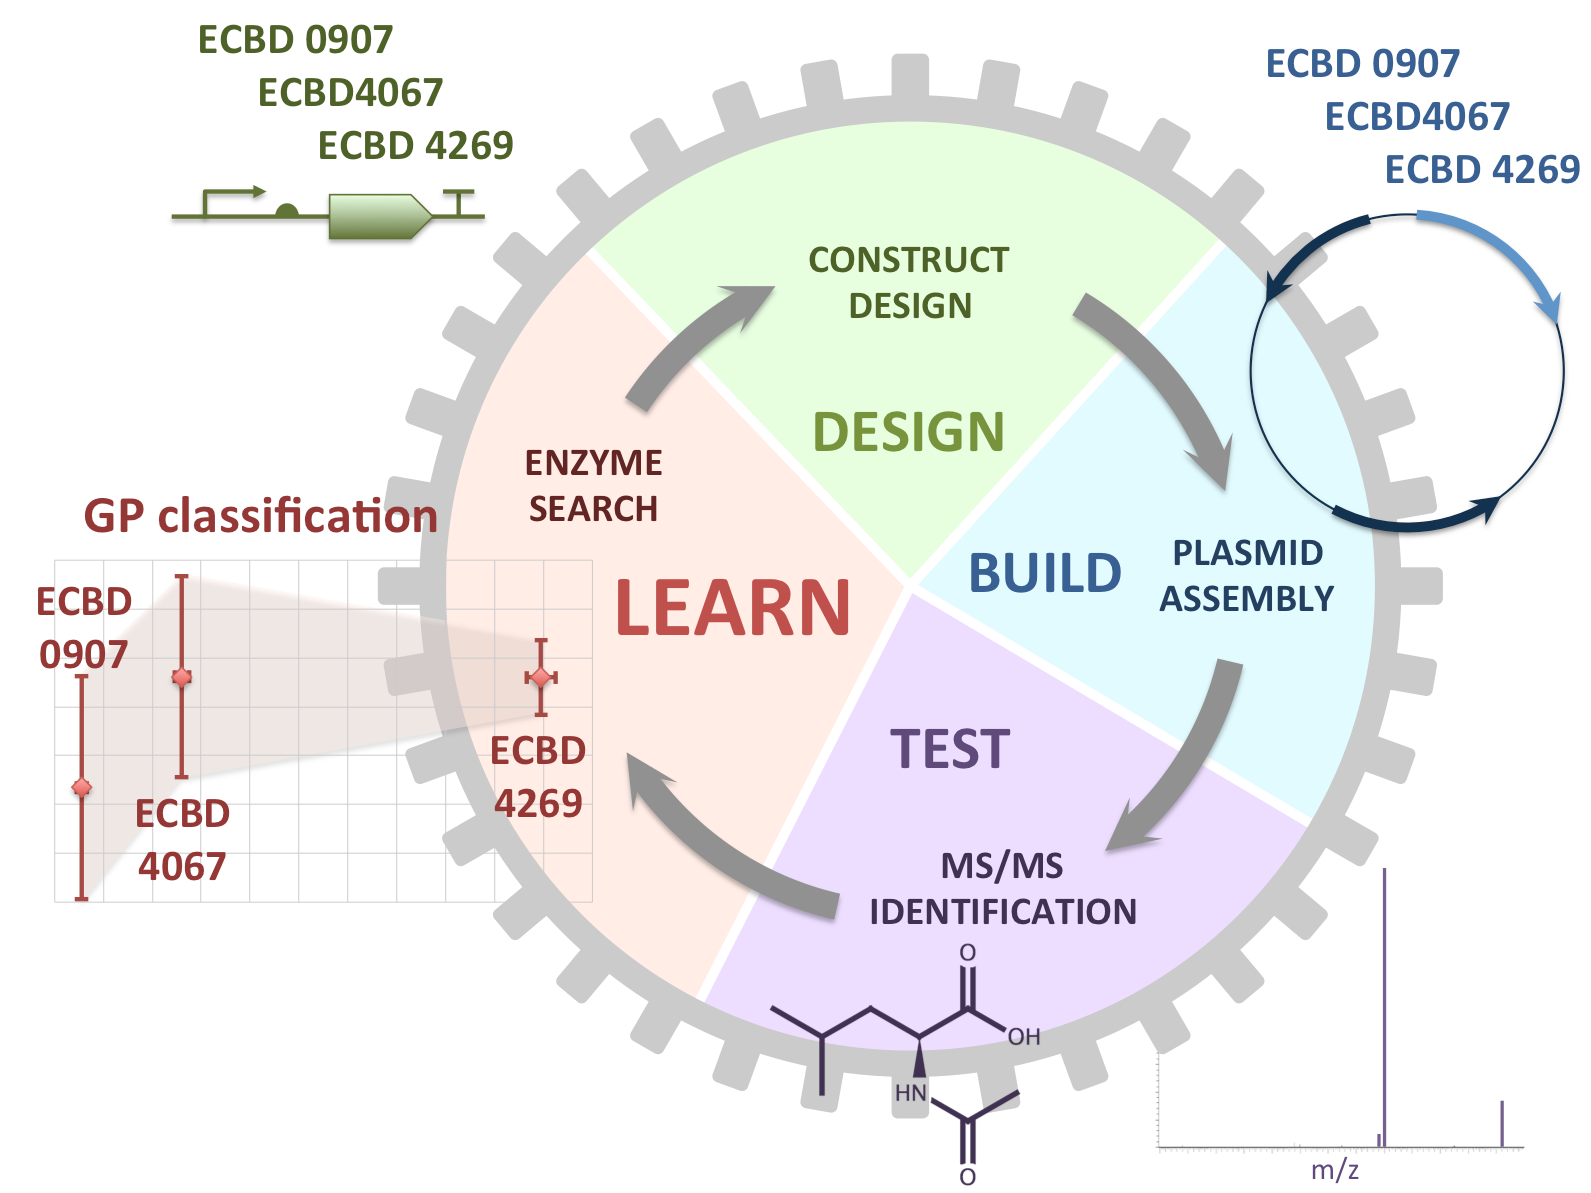 ECBD 0907
ECBD4067
ECBD 4269
ECBD 0907
ECBD4067
ECBD 4269
CONSTRUCT
DESIGN
DESIGN
ENZYME
SEARCH
GP classification
ECBD
0907
LEARN
BUILD
PLASMID
ASSEMBLY
ECBD
4067
ECBD
4269
TEST
MS/MS
IDENTIFICATION
O
OH
HN
O
m/z